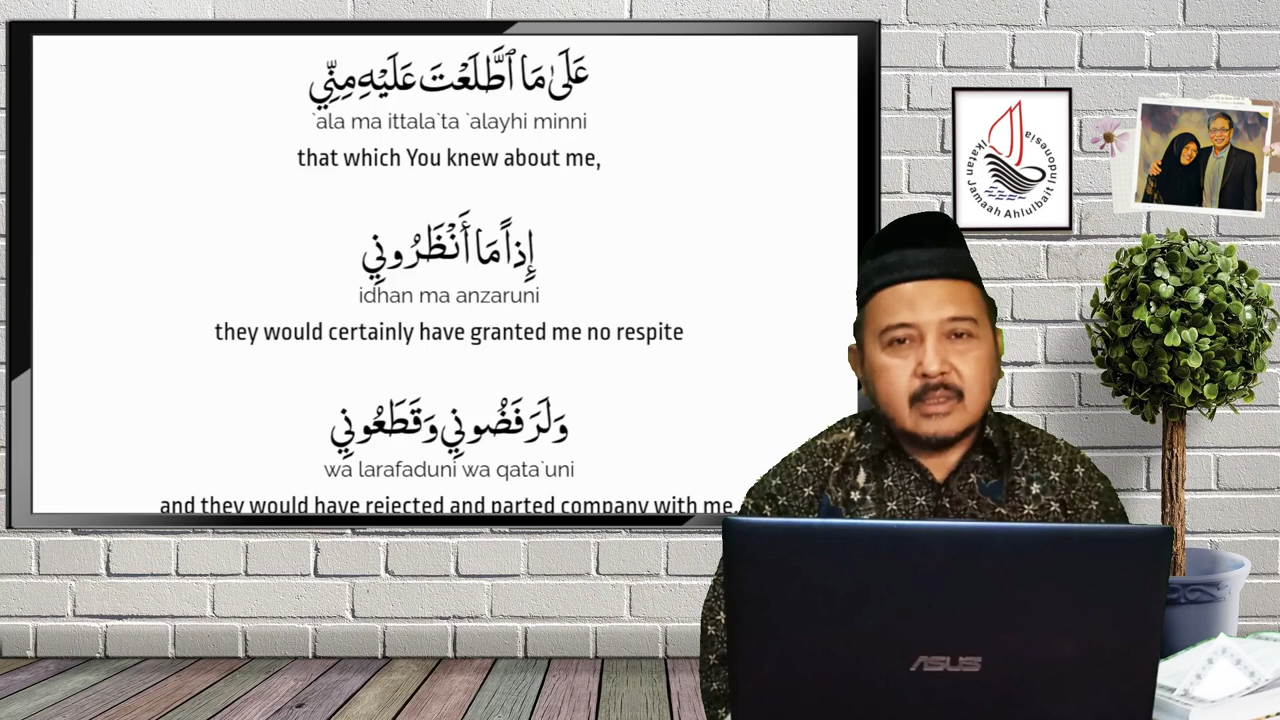 عَلَىٰ مَا ٱطَّلَعْتَ عَلَيْهِ مِنِّي
`ala ma ittala`ta `alayhi minni
that which You knew about me,
إِذاً مَا أَنْظَرُونِي
idhan ma anzaruni
they would certainly have granted me no respite
وَلَرَفَضُونِي وَقَطَعُونِي
wa larafaduni wa qata`uni
and they would have rejected and parted company with me.
Ikatan Jamaah Ahlulbait Indonesia
ASUS